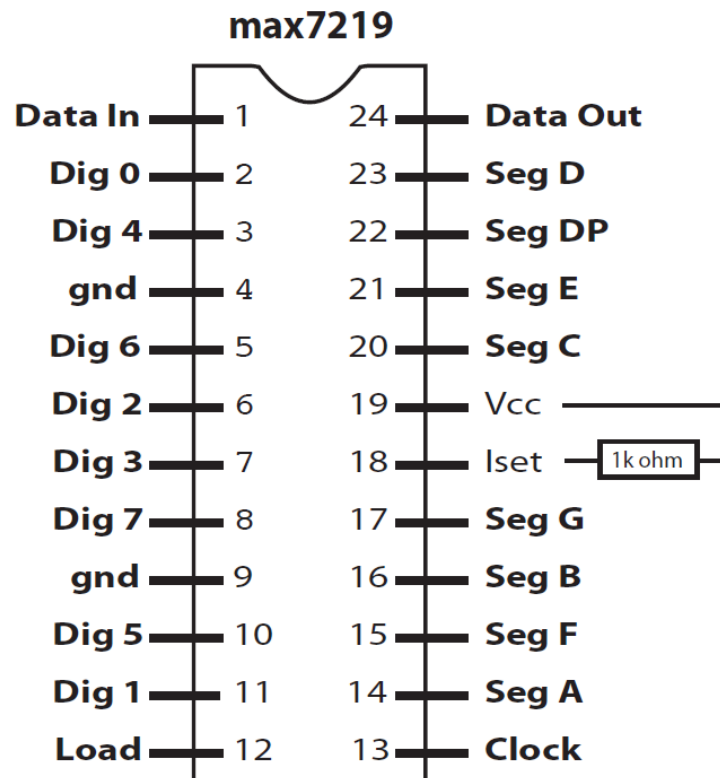 max7219
Data In 1 24 Data Out
Dig 0 2 23 Seg D
Dig 4 3 22 Seg DP
gnd 4 21 Seg E
Dig 6 5 20 Seg C
Dig 2 6 19 Vcc
Dig 3 7 18 Iset 1k ohm
Dig 7 8 17 Seg G
gnd 9 16 Seg B
Dig 5 10 15 Seg F
Dig 1 11 14 Seg A
Load 12 13 Clock